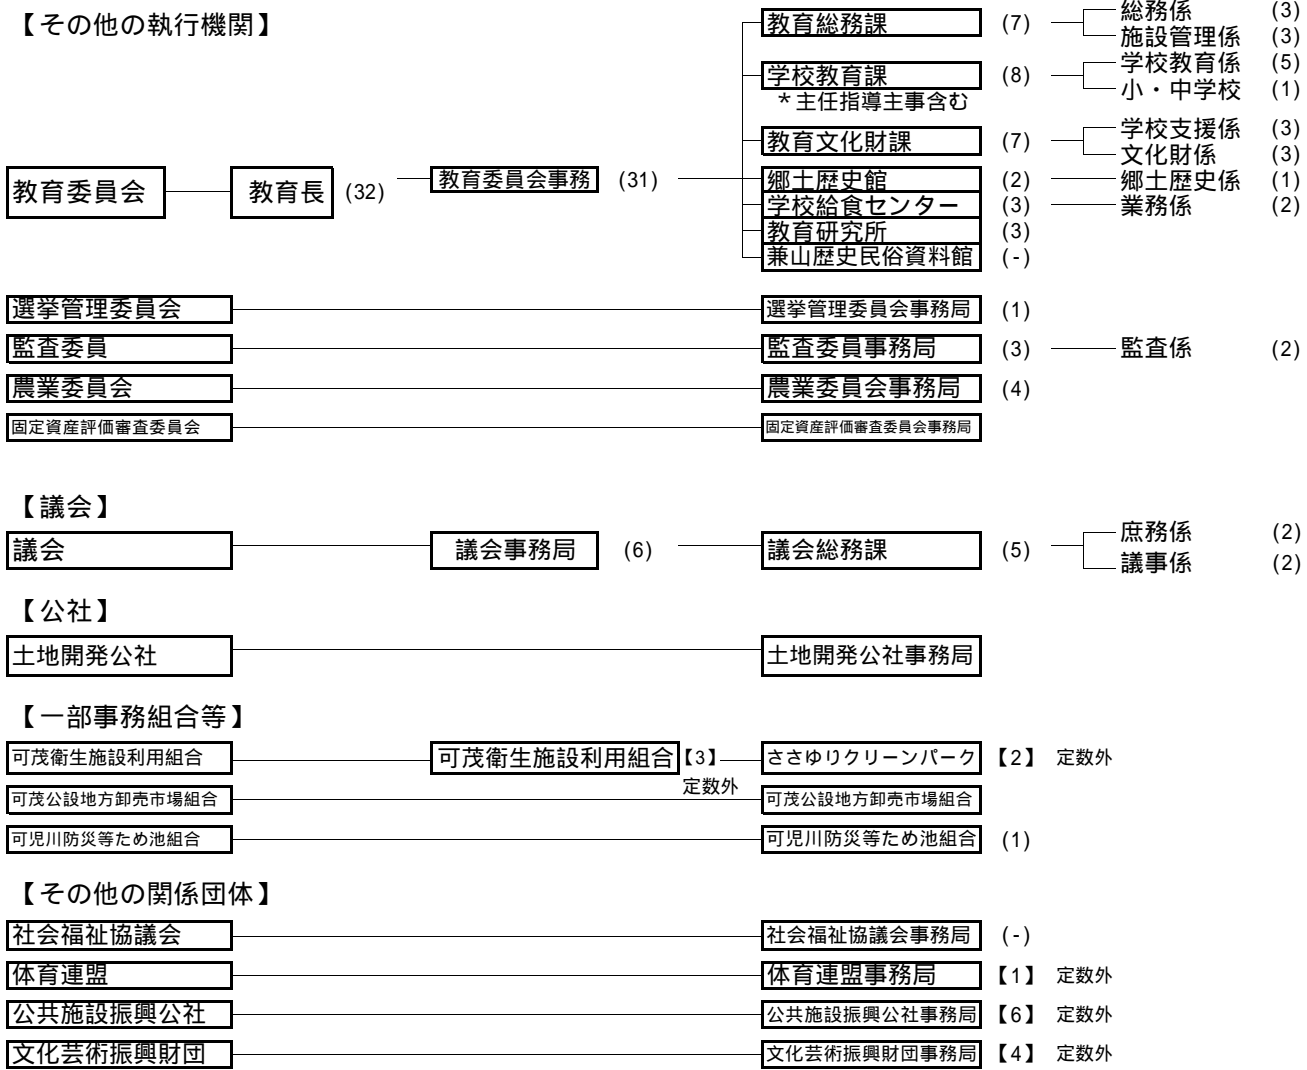 【その他の執行機関】
教育総務課 (7) 総務係 (3)
施設管理係 (3)
学校教育課 (8) 学校教育係 (5)
＊主任指導主事含む 小・中学校 (1)
教育文化財課 (7) 学校支援係 (3)
文化財係 (3)
教育委員会 教育長 (32) 教育委員会事務 (31) 郷土歴史館 (2) 郷土歴史係 (1)
学校給食センター (3) 業務係 (2)
教育研究所 (3)
兼山歴史民俗資料館 (-)
選挙管理委員会 選挙管理委員会事務局 (1)
監査委員 監査委員事務局 (3) 監査係 (2)
農業委員会 農業委員会事務局 (4)
固定資産評価審査委員会 固定資産評価審査委員会事務局
【議会】
議会 議会事務局 (6) 議会総務課 (5) 庶務係 (2)
議事係 (2)
【公社】
土地開発公社 土地開発公社事務局
【一部事務組合等】
可茂衛生施設利用組合 可茂衛生施設利用組合 【3】 ささゆりクリーンパーク 【2】 定数外
定数外
可茂公設地方卸売市場組合 可茂公設地方卸売市場組合
可児川防災等ため池組合 可児川防災等ため池組合 (1)
【その他の関係団体】
社会福祉協議会 社会福祉協議会事務局 (-)
体育連盟 体育連盟事務局 【1】 定数外
公共施設振興公社 公共施設振興公社事務局 【6】 定数外
文化芸術振興財団 文化芸術振興財団事務局 【4】 定数外